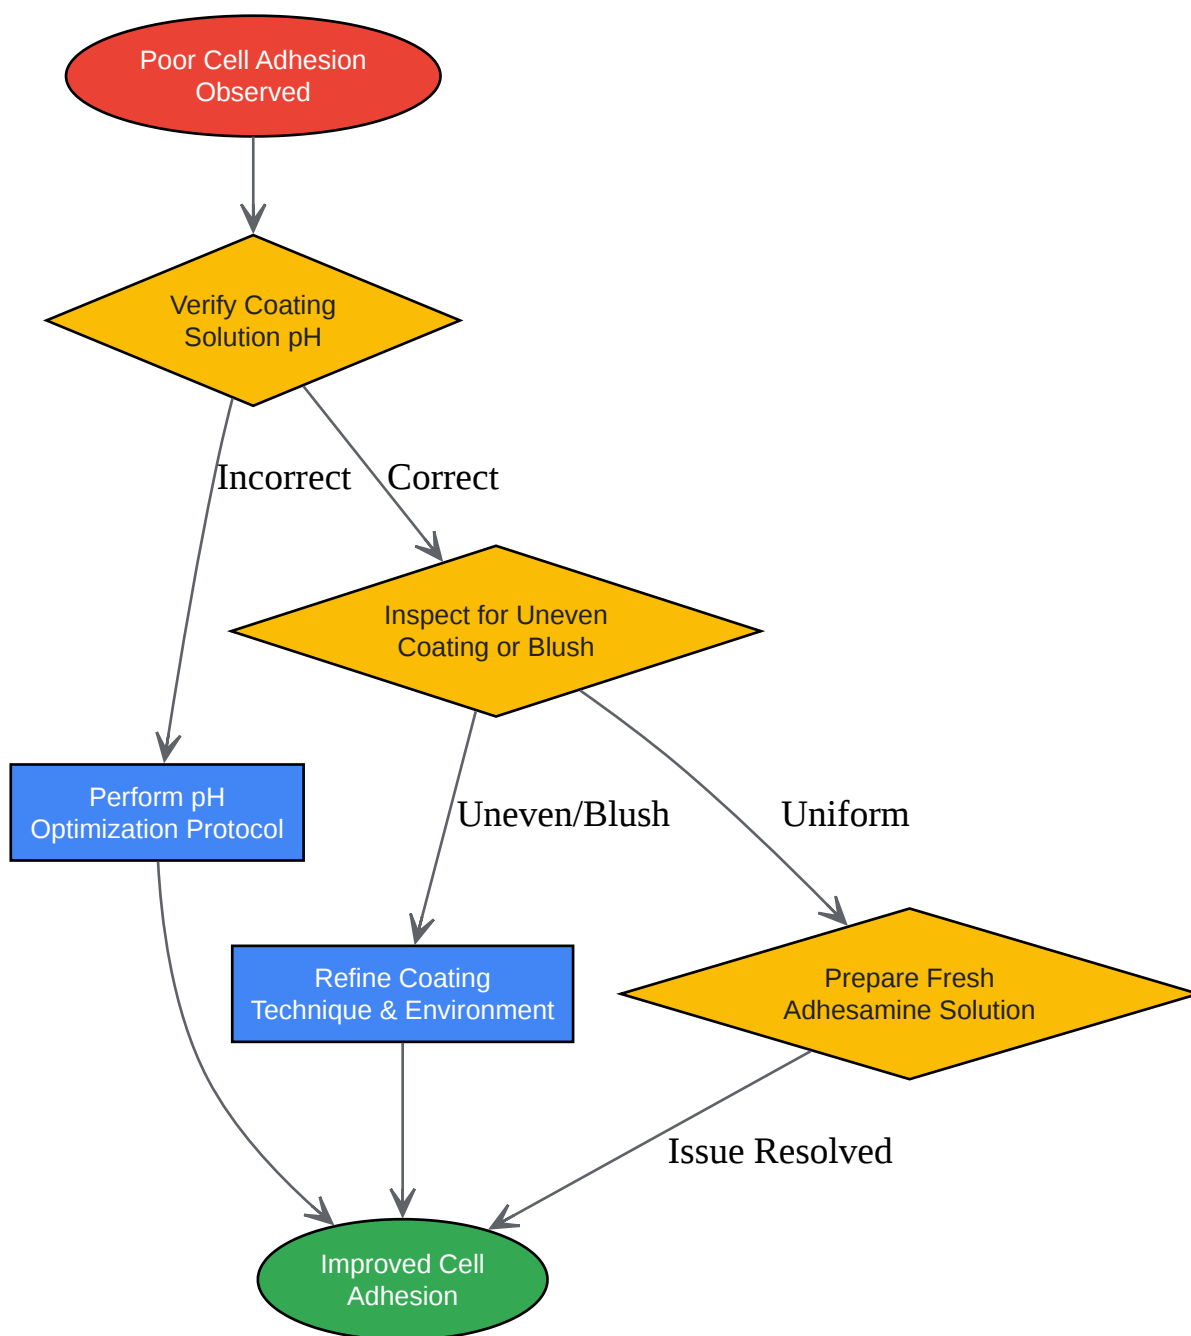 Poor Cell Adhesion
Observed
Verify Coating
Solution pH
Incorrect
Correct
Inspect for Uneven
Coating or Blush
Perform pH
Optimization Protocol
Uneven/Blush
Uniform
Refine Coating
Technique & Environment
Prepare Fresh
Adhesamine Solution
Issue Resolved
Improved Cell
Adhesion